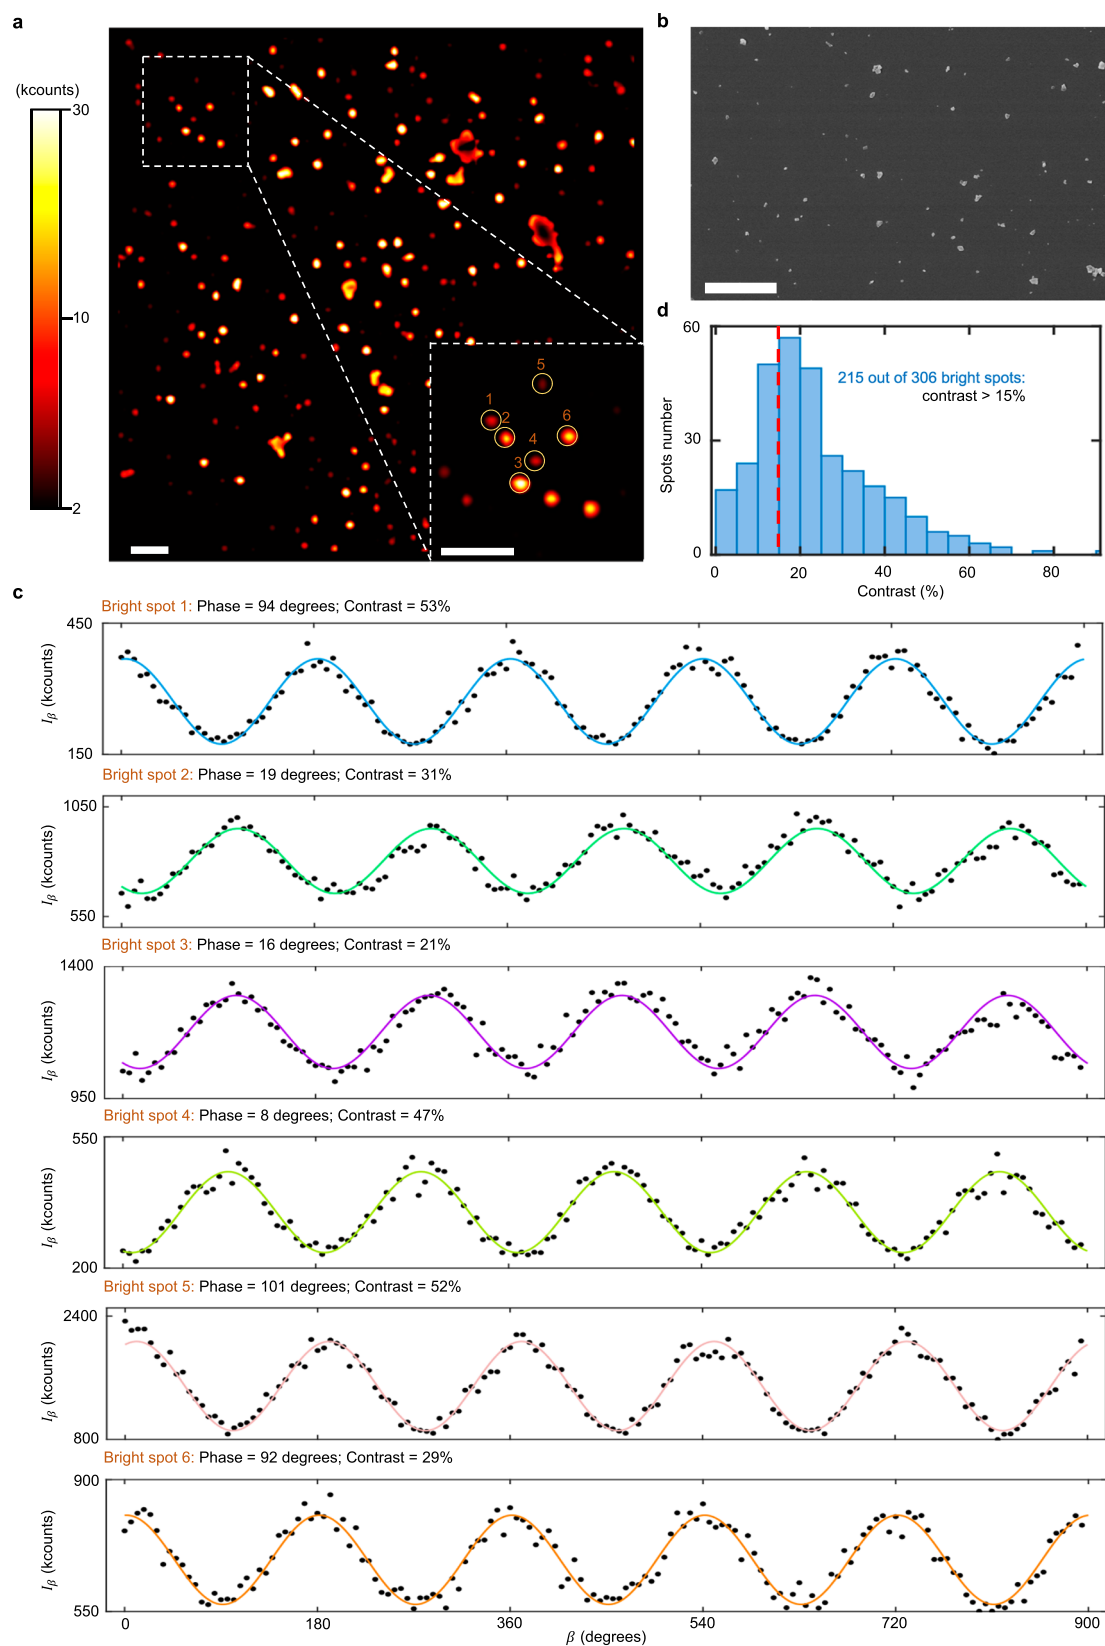 a
(kcounts)
30
10
2
1
2
3
4
5
6
b
d
60
30
0
Spots number
215 out of 306 bright spots:
contrast > 15%
0 20 40 60 80
Contrast (%)
c
Bright spot 1: Phase = 94 degrees; Contrast = 53%
450
150
Iβ (kcounts)
Bright spot 2: Phase = 19 degrees; Contrast = 31%
1050
550
Iβ (kcounts)
Bright spot 3: Phase = 16 degrees; Contrast = 21%
1400
950
Iβ (kcounts)
Bright spot 4: Phase = 8 degrees; Contrast = 47%
550
200
Iβ (kcounts)
Bright spot 5: Phase = 101 degrees; Contrast = 52%
2400
800
Iβ (kcounts)
Bright spot 6: Phase = 92 degrees; Contrast = 29%
900
550
Iβ (kcounts)
0 180 360 540 720 900
β (degrees)